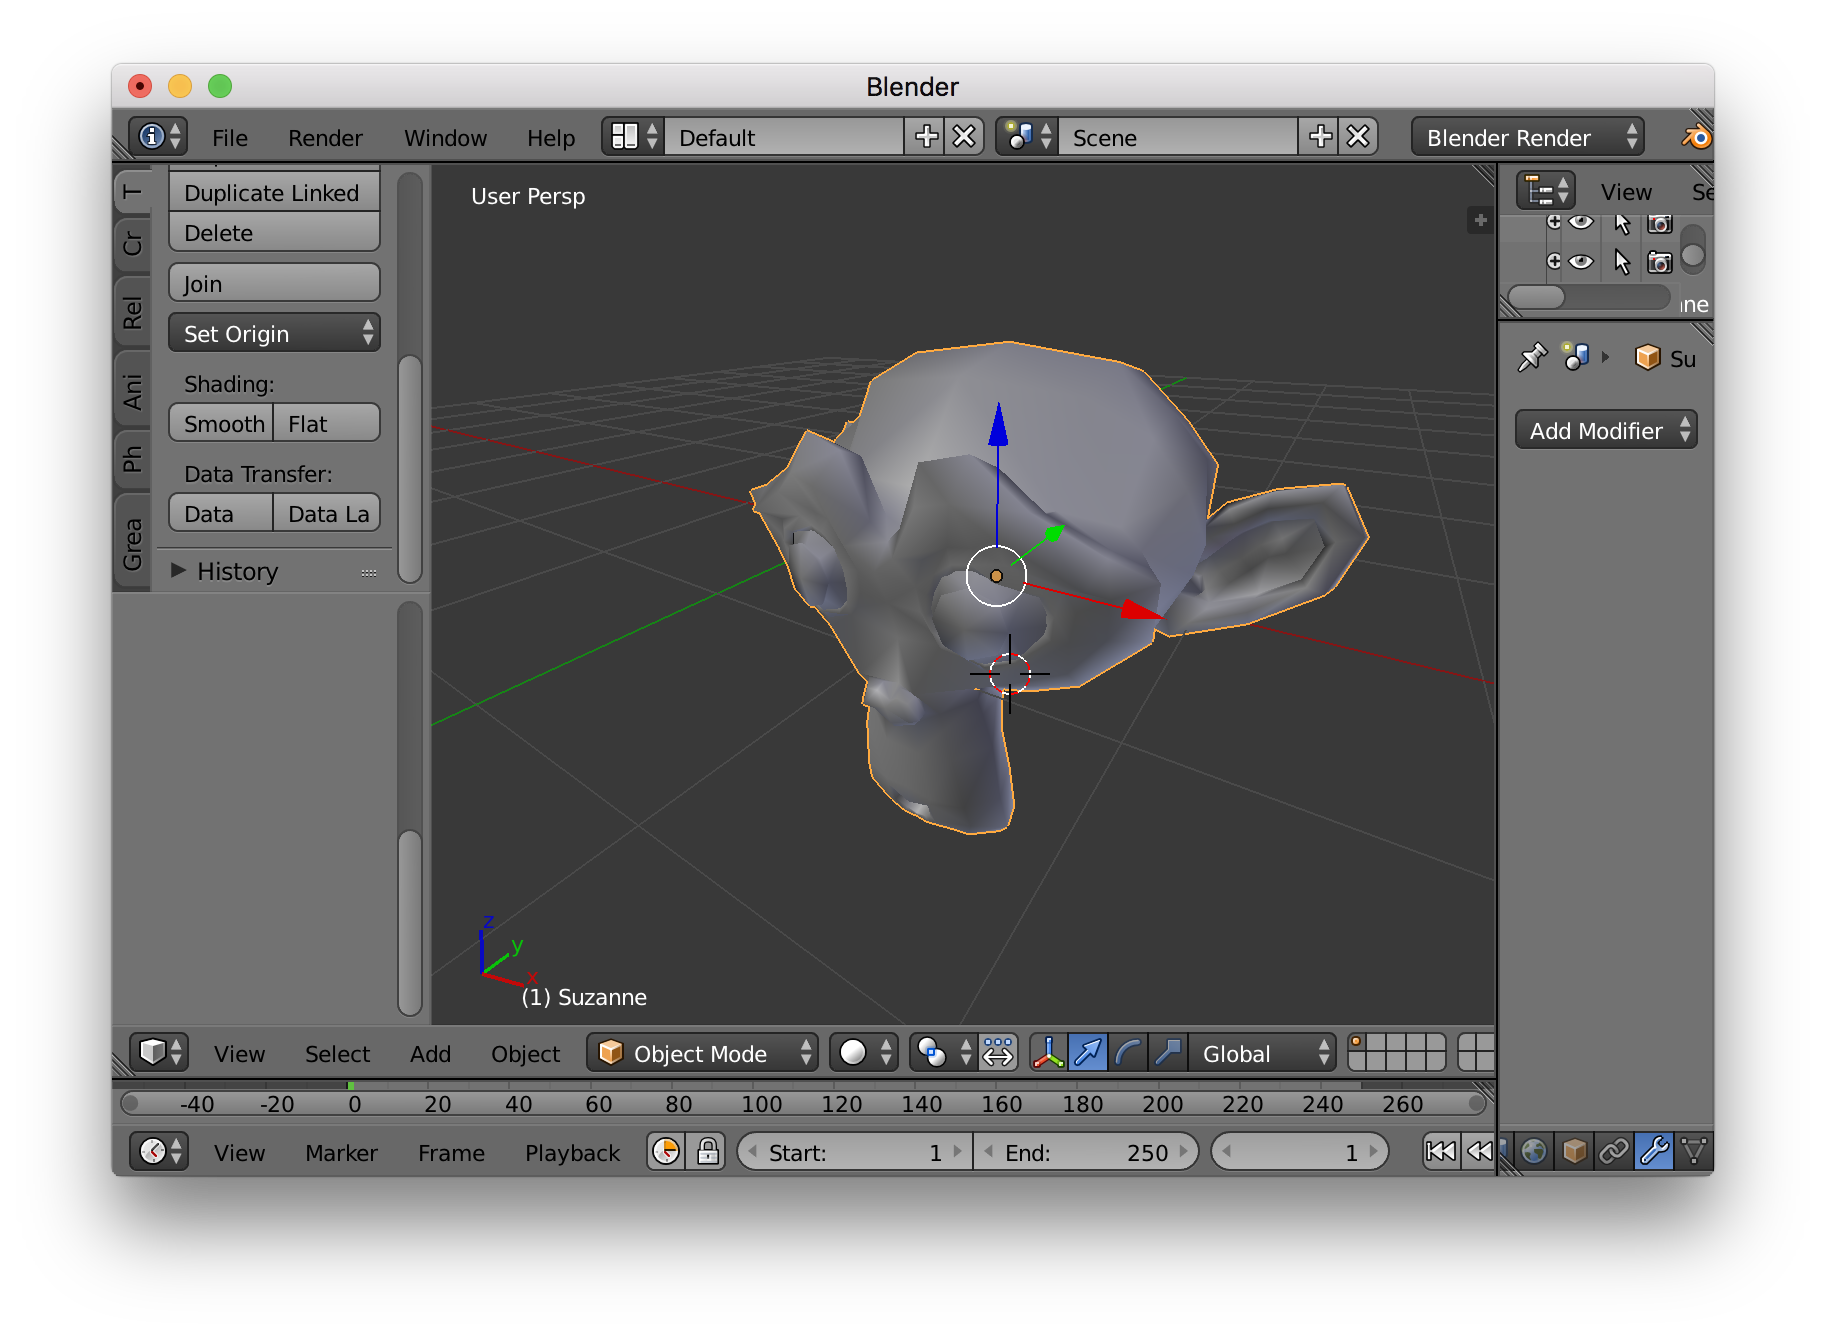 Blender
File Render Window Help Default Scene Blender Render
T
Cr
Rel
Ani
Ph
Grea
Duplicate Linked
Delete
Join
Set Origin
Shading:
Smooth Flat
Data Transfer:
Data Data La
History
User Persp
z
y
x
(1) Suzanne
View Se
ne
Su
Add Modifier
View Select Add Object Object Mode Global
-40 -20 0 20 40 60 80 100 120 140 160 180 200 220 240 260
View Marker Frame Playback Start: 1 End: 250 1